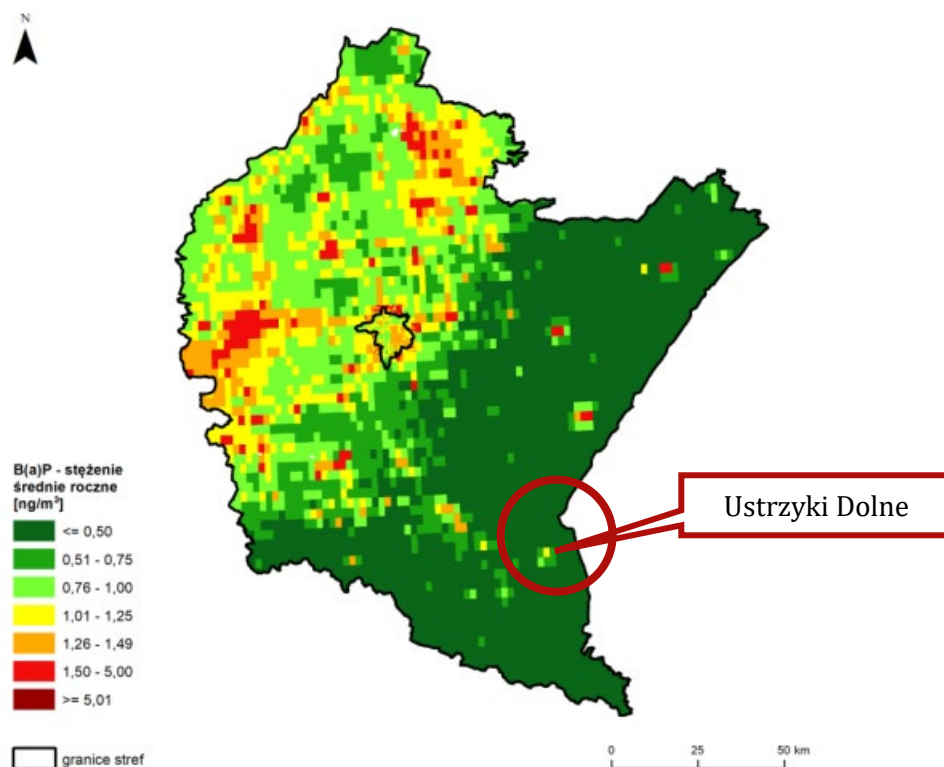 N
Ustrzyki Dolne
B(a)P - stężenie
średnie roczne
[ng/m³]
<= 0,50
0,51 - 0,75
0,76 - 1,00
1,01 - 1,25
1,26 - 1,49
1,50 - 5,00
>= 5,01
granice stref
0 25 50 km